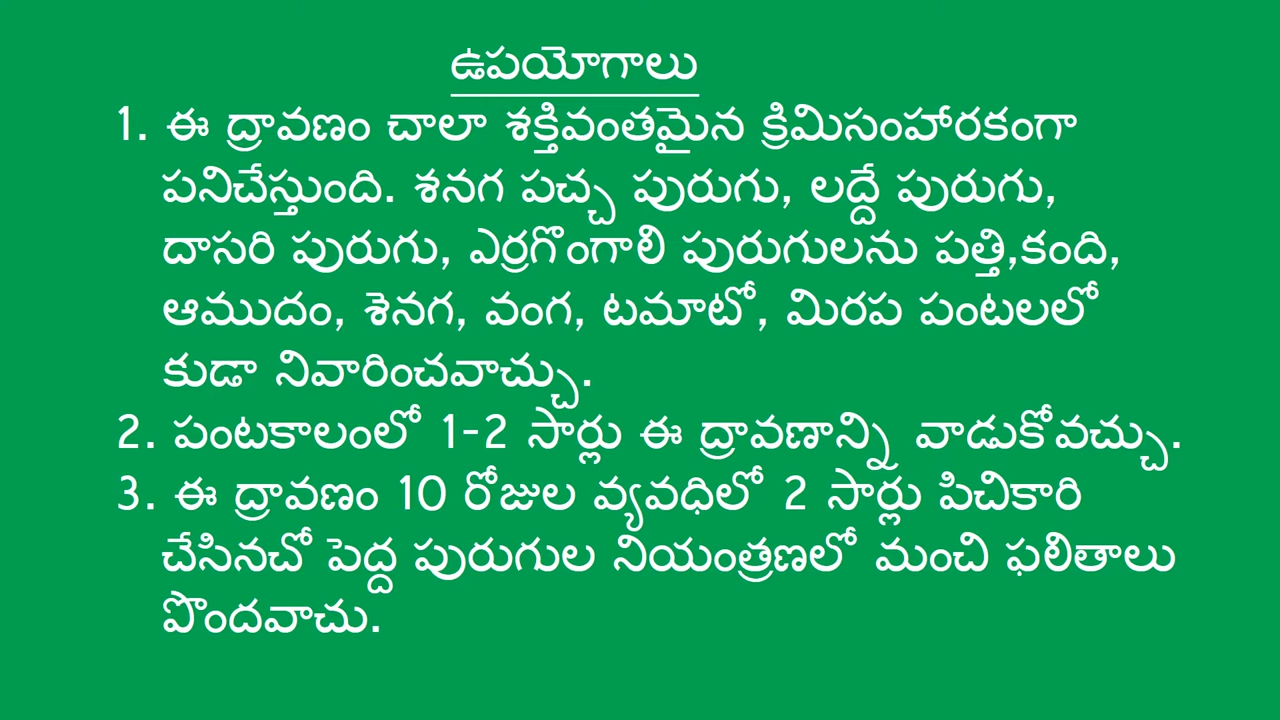 ఉపయోగాలు
1. ఈ ద్రావణం చాలా శక్తివంతమైన క్రిమిసంహారకంగా
పనిచేస్తుంది. శనగ పచ్చ పురుగు, లద్దే పురుగు,
దాసరి పురుగు, ఎర్రగొంగాలి పురుగులను పత్తి,కంది,
ఆముదం, శెనగ, వంగ, టమాటో, మిరప పంటలలో
కుడా నివారించవాచ్చు.
2. పంటకాలంలో 1-2 సార్లు ఈ ద్రావణాన్ని వాడుకోవచ్చు.
3. ఈ ద్రావణం 10 రోజుల వ్యవధిలో 2 సార్లు పిచికారి
చేసినచో పెద్ద పురుగుల నియంత్రణలో మంచి ఫలితాలు
పొందవాచు.